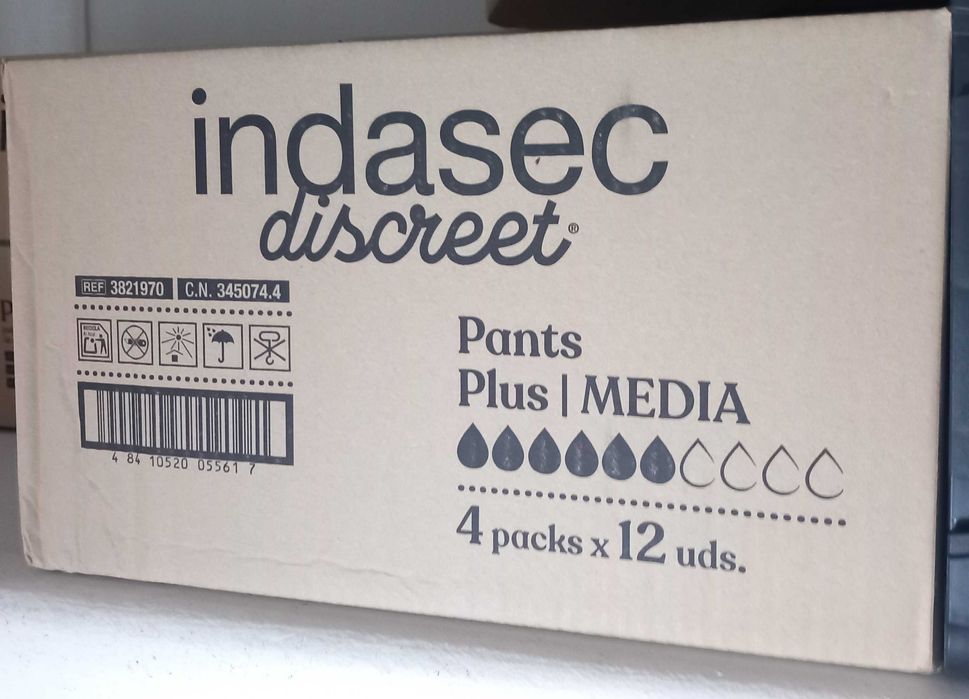 indasec
discreet®
REF 3821970 C.N. 345074.4
Pants
Plus | MEDIA
4 84 10520 05561 7
4 packs x 12 uds.